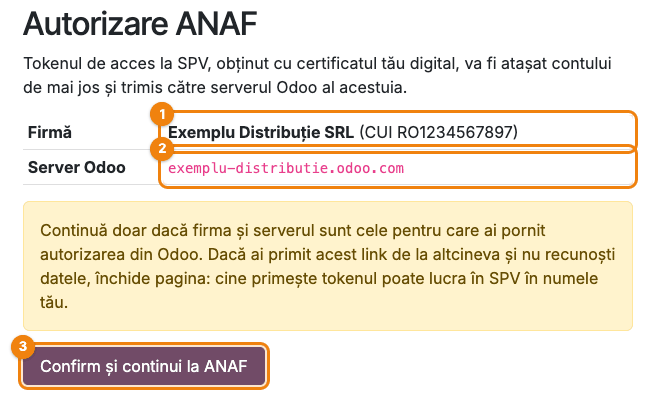 Autorizare ANAF
Tokenul de acces la SPV, obținut cu certificatul tău digital, va fi atașat contului
de mai jos și trimis către serverul Odoo al acestuia.
1
Firmă Exemplu Distribuție SRL (CUI RO1234567897)
2
Server Odoo exemplu-distributie.odoo.com
Continuă doar dacă firma și serverul sunt cele pentru care ai pornit
autorizarea din Odoo. Dacă ai primit acest link de la altcineva și nu recunoști
datele, închide pagina: cine primește tokenul poate lucra în SPV în numele
tău.
3
Confirm și continui la ANAF